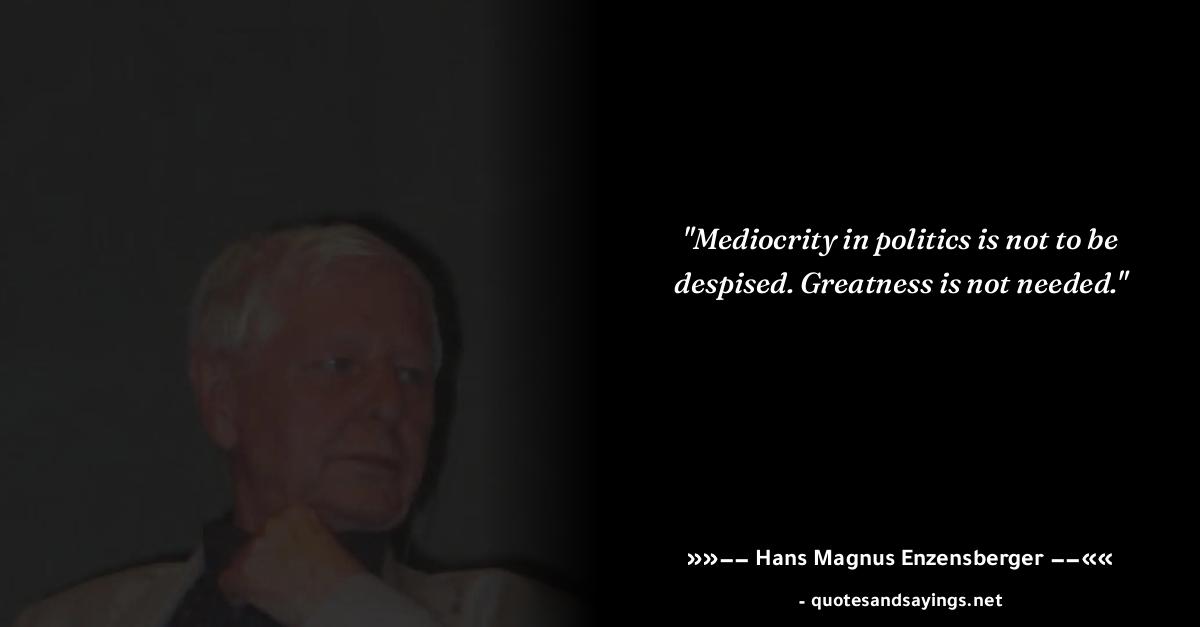 "Mediocrity in politics is not to be
despised. Greatness is not needed."
»»–– Hans Magnus Enzensberger ––««
- quotesandsayings.net